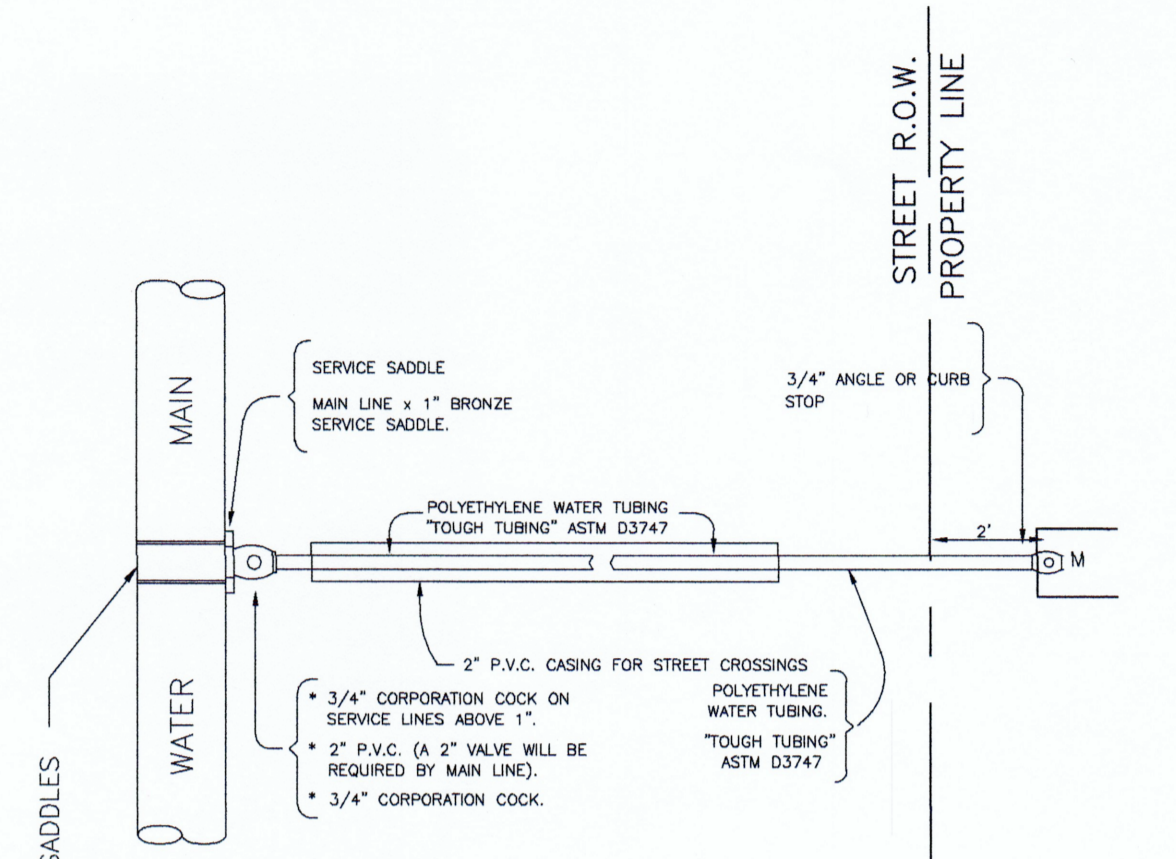 STREET R.O.W.
PROPERTY LINE
MAIN
SERVICE SADDLE
MAIN LINE x 1" BRONZE
SERVICE SADDLE.
3/4" ANGLE OR CURB
STOP
POLYETHYLENE WATER TUBING
"TOUGH TUBING" ASTM D3747
2'
M
2" P.V.C. CASING FOR STREET CROSSINGS
* 3/4" CORPORATION COCK ON
SERVICE LINES ABOVE 1".
* 2" P.V.C. (A 2" VALVE WILL BE
REQUIRED BY MAIN LINE).
* 3/4" CORPORATION COCK.
POLYETHYLENE
WATER TUBING.
"TOUGH TUBING"
ASTM D3747
WATER
SADDLES